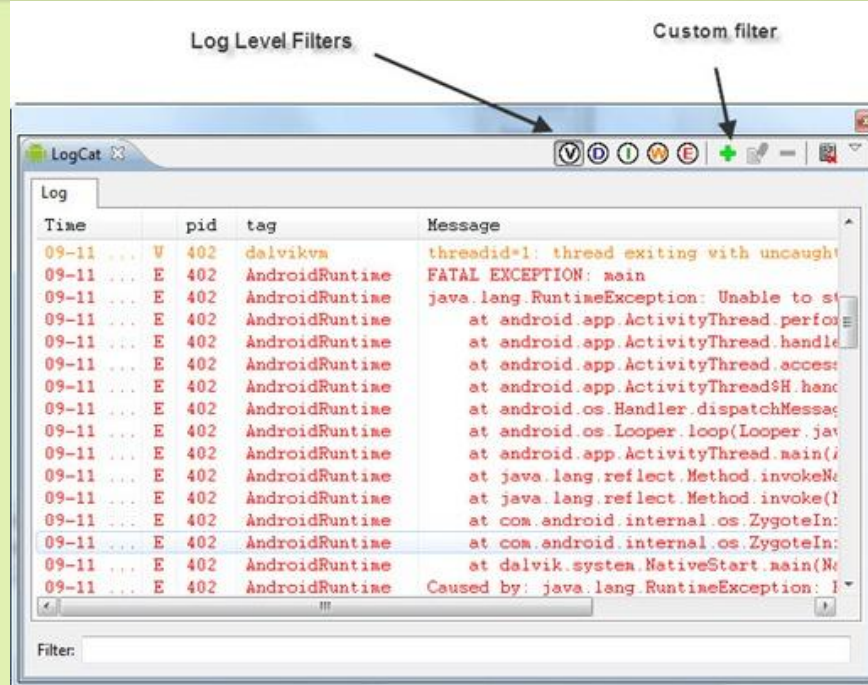 Log Level Filters
Custom filter
LogCat
V D I W E
Log
Time pid tag Message
09-11 ... W 402 dalvikvm threadid=1: thread exiting with uncaught
09-11 ... E 402 AndroidRuntime FATAL EXCEPTION: main
09-11 ... E 402 AndroidRuntime java.lang.RuntimeException: Unable to st
09-11 ... E 402 AndroidRuntime at android.app.ActivityThread.perfor
09-11 ... E 402 AndroidRuntime at android.app.ActivityThread.handle
09-11 ... E 402 AndroidRuntime at android.app.ActivityThread.access
09-11 ... E 402 AndroidRuntime at android.app.ActivityThread$H.hand
09-11 ... E 402 AndroidRuntime at android.os.Handler.dispatchMessag
09-11 ... E 402 AndroidRuntime at android.os.Looper.loop(Looper.jav
09-11 ... E 402 AndroidRuntime at android.app.ActivityThread.main(A
09-11 ... E 402 AndroidRuntime at java.lang.reflect.Method.invokeNa
09-11 ... E 402 AndroidRuntime at java.lang.reflect.Method.invoke(M
09-11 ... E 402 AndroidRuntime at com.android.internal.os.ZygoteIni
09-11 ... E 402 AndroidRuntime at com.android.internal.os.ZygoteIni
09-11 ... E 402 AndroidRuntime at dalvik.system.NativeStart.main(Na
09-11 ... E 402 AndroidRuntime Caused by: java.lang.RuntimeException:
Filter: